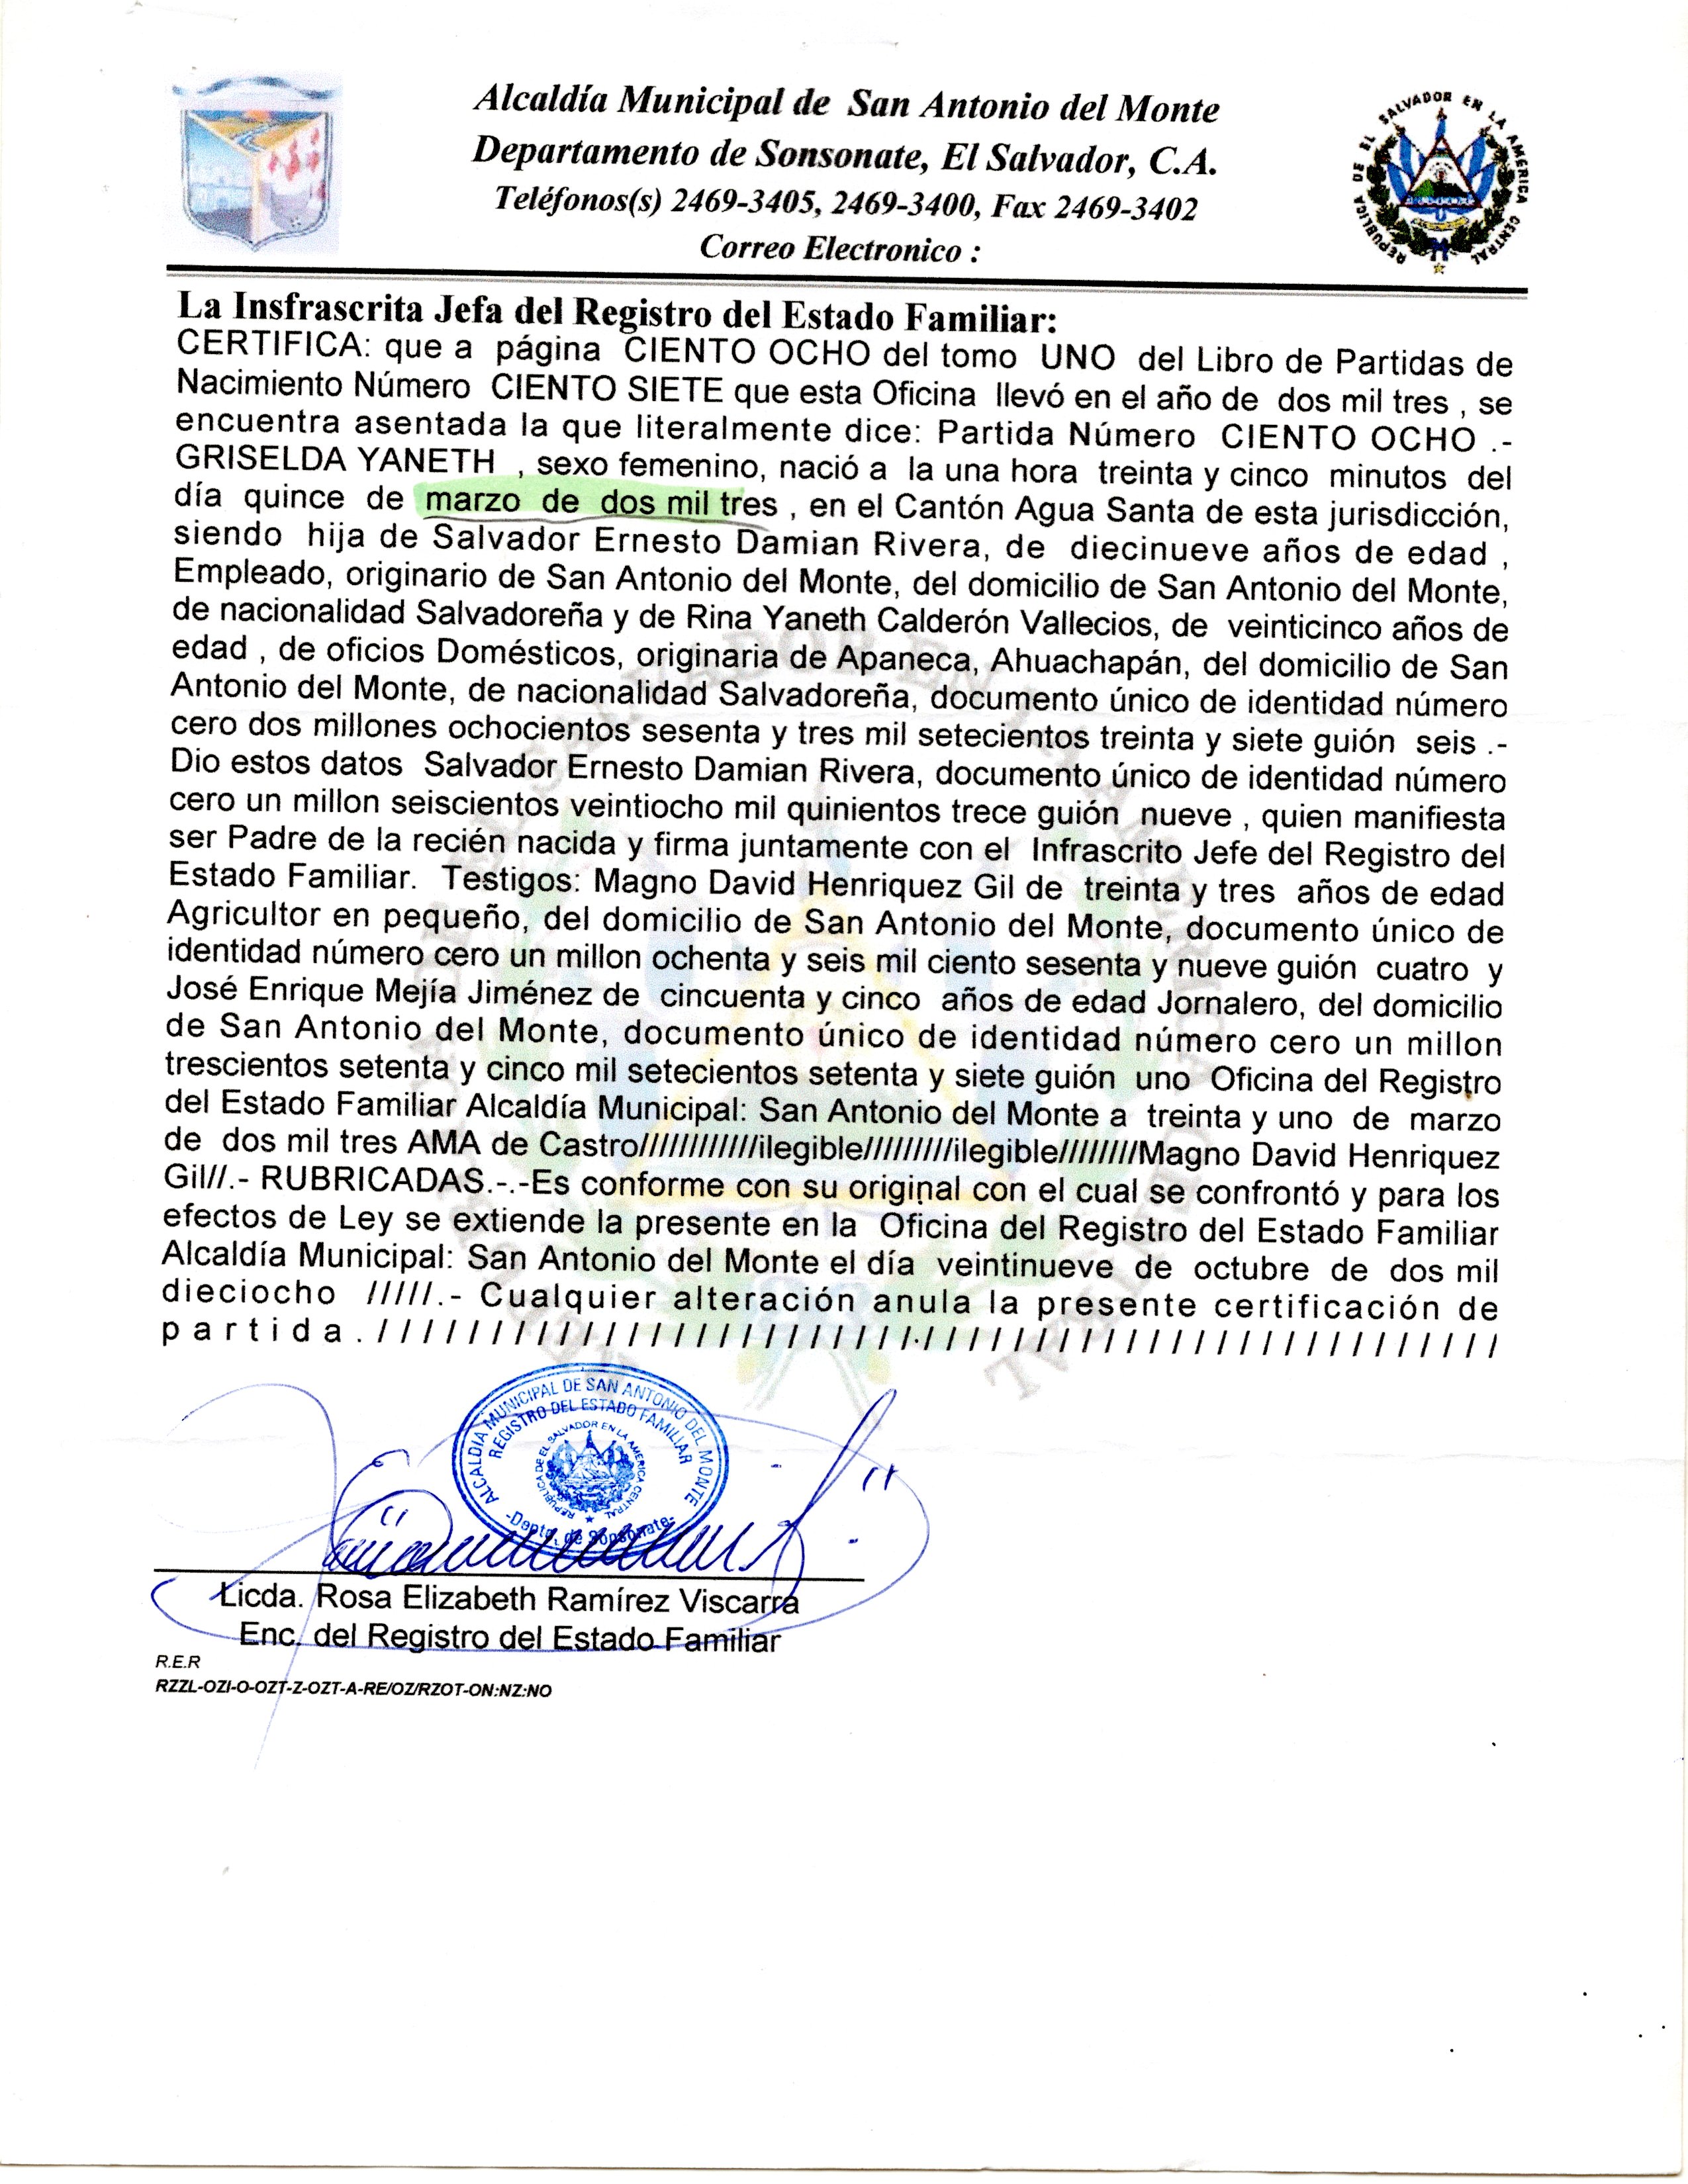 Alcaldía Municipal de San Antonio del Monte
Departamento de Sonsonate, El Salvador, C.A.
Teléfonos(s) 2469-3405, 2469-3400, Fax 2469-3402
Correo Electronico :
REPUBLICA DE EL SALVADOR EN LA AMERICA CENTRAL
La Insfrascrita Jefa del Registro del Estado Familiar:
CERTIFICA: que a página CIENTO OCHO del tomo UNO del Libro de Partidas de
Nacimiento Número CIENTO SIETE que esta Oficina llevó en el año de dos mil tres , se
encuentra asentada la que literalmente dice: Partida Número CIENTO OCHO .-
GRISELDA YANETH , sexo femenino, nació a la una hora treinta y cinco minutos del
día quince de marzo de dos mil tres , en el Cantón Agua Santa de esta jurisdicción,
siendo hija de Salvador Ernesto Damian Rivera, de diecinueve años de edad ,
Empleado, originario de San Antonio del Monte, del domicilio de San Antonio del Monte,
de nacionalidad Salvadoreña y de Rina Yaneth Calderón Vallecios, de veinticinco años de
edad , de oficios Domésticos, originaria de Apaneca, Ahuachapán, del domicilio de San
Antonio del Monte, de nacionalidad Salvadoreña, documento único de identidad número
cero dos millones ochocientos sesenta y tres mil setecientos treinta y siete guión seis .-
Dio estos datos Salvador Ernesto Damian Rivera, documento único de identidad número
cero un millon seiscientos veintiocho mil quinientos trece guión nueve , quien manifiesta
ser Padre de la recién nacida y firma juntamente con el Infrascrito Jefe del Registro del
Estado Familiar. Testigos: Magno David Henriquez Gil de treinta y tres años de edad
Agricultor en pequeño, del domicilio de San Antonio del Monte, documento único de
identidad número cero un millon ochenta y seis mil ciento sesenta y nueve guión cuatro y
José Enrique Mejía Jiménez de cincuenta y cinco años de edad Jornalero, del domicilio
de San Antonio del Monte, documento único de identidad número cero un millon
trescientos setenta y cinco mil setecientos setenta y siete guión uno Oficina del Registro
del Estado Familiar Alcaldía Municipal: San Antonio del Monte a treinta y uno de marzo
de dos mil tres AMA de Castro////////////ilegible/////////ilegible////////Magno David Henriquez
Gil//.- RUBRICADAS.-.-Es conforme con su original con el cual se confrontó y para los
efectos de Ley se extiende la presente en la Oficina del Registro del Estado Familiar
Alcaldía Municipal: San Antonio del Monte el día veintinueve de octubre de dos mil
dieciocho /////.- Cualquier alteración anula la presente certificación de
partida.//////////////////////////////////////////////////
ALCALDIA MUNICIPAL DE SAN ANTONIO DEL MONTE
REGISTRO DEL ESTADO FAMILIAR
REPUBLICA DE EL SALVADOR EN LA AMERICA CENTRAL
-Depto. de Sonsonate-
Licda. Rosa Elizabeth Ramírez Viscarra
Enc. del Registro del Estado Familiar
R.E.R
RZZL-OZI-O-OZT-Z-OZT-A-RE/OZ/RZOT-ON:NZ:NO